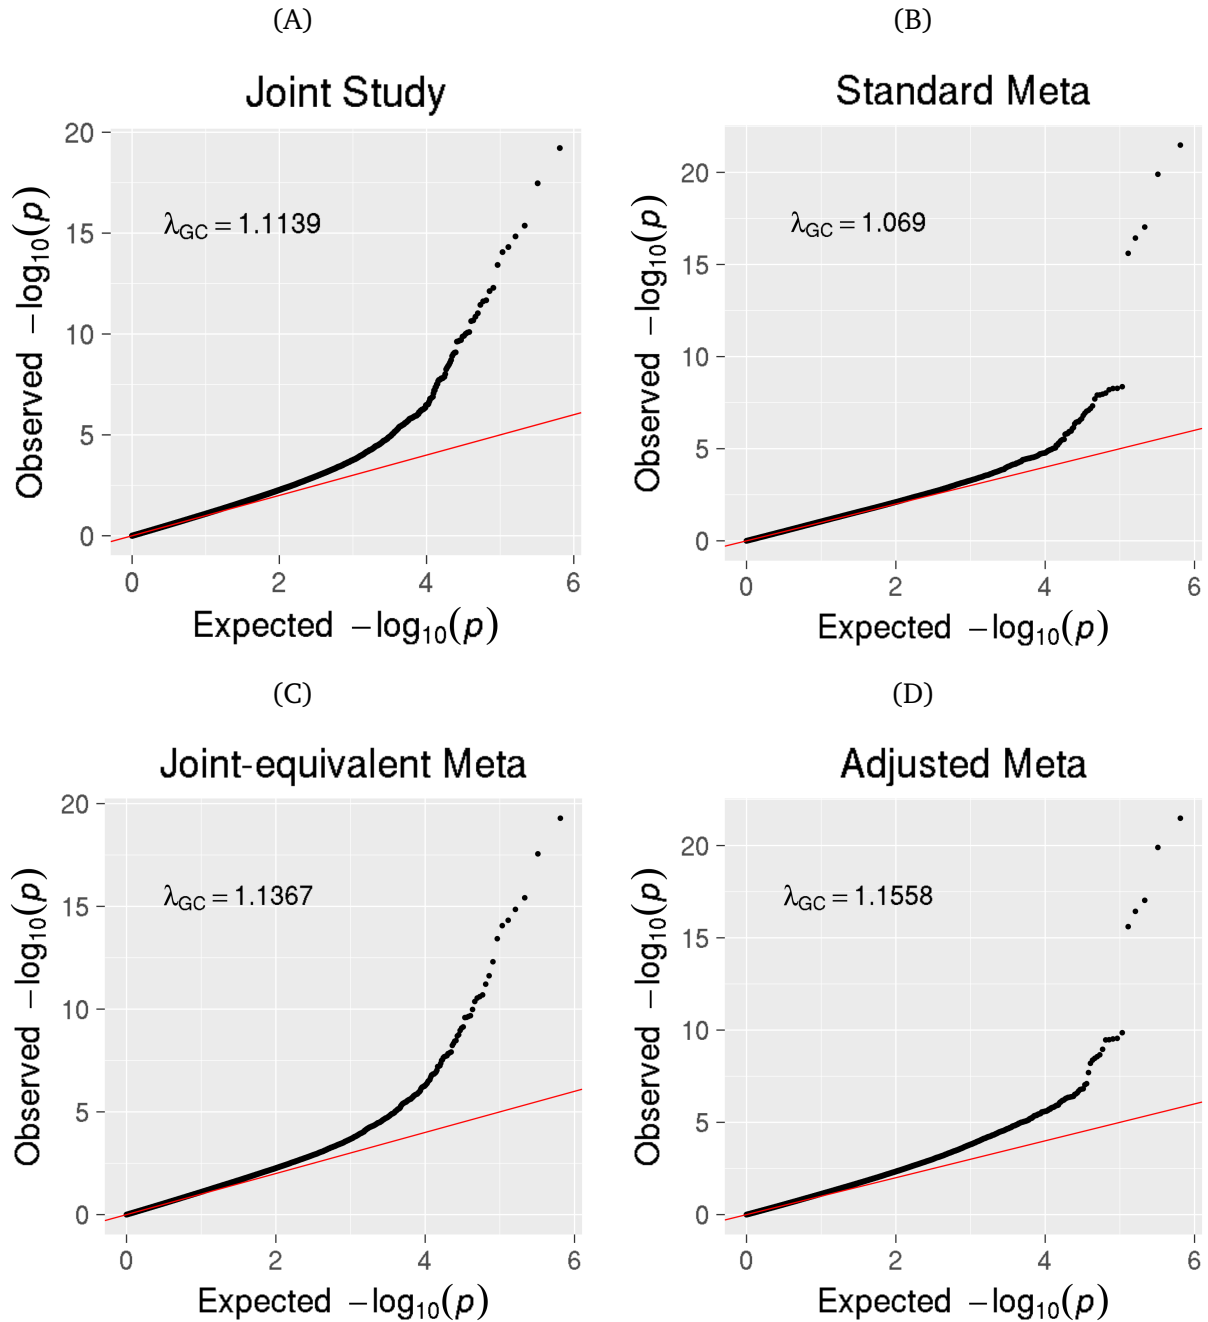 (A)
Joint Study
λGC = 1.1139
20
15
10
5
0
0 2 4 6
Observed −log10(p)
Expected −log10(p)
(B)
Standard Meta
λGC = 1.069
20
15
10
5
0
0 2 4 6
Observed −log10(p)
Expected −log10(p)
(C)
Joint-equivalent Meta
λGC = 1.1367
20
15
10
5
0
0 2 4 6
Observed −log10(p)
Expected −log10(p)
(D)
Adjusted Meta
λGC = 1.1558
20
15
10
5
0
0 2 4 6
Observed −log10(p)
Expected −log10(p)